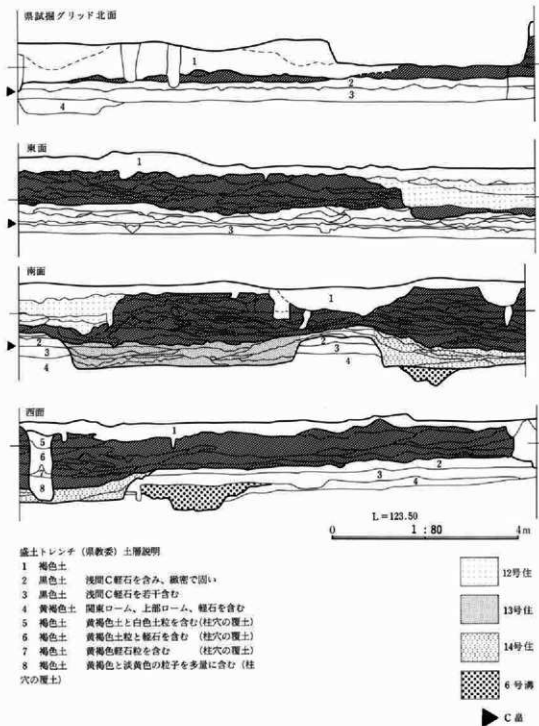 県試掘グリッド北面
1
2
3
4
東面
1
3
南面
1
2
3
4
2
3
4
西面
1
5
6
7
8
2
3
4
L=123.50
0 1:80 4m
盛土トレンチ(県教委)土層説明
1 褐色土
2 黒色土 浅間C軽石を含み、緻密で固い
3 黒色土 浅間C軽石を若干含む
4 黄褐色土 関東ローム、上部ローム、軽石を含む
5 褐色土 黄褐色土と白色土粒を含む(柱穴の覆土)
6 褐色土 黄褐色土粒と軽石を含む(柱穴の覆土)
7 褐色土 黄褐色軽石粒を含む(柱穴の覆土)
8 褐色土 黄褐色と淡黄色の粒子を多量に含む(柱
穴の覆土)
12号住
13号住
14号住
6号溝
C畠